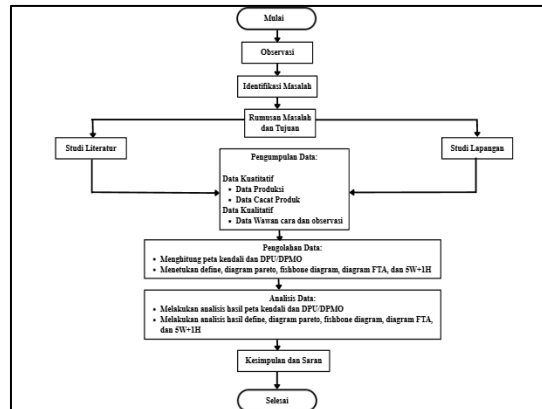 Mulai
Observasi
Identifikasi Masalah
Rumusan Masalah
dan Tujuan
Studi Literatur
Studi Lapangan
Pengumpulan Data:
Data Kuatitatif
• Data Produksi
• Data Cacat Produk
Data Kualitatif
• Data Wawan cara dan observasi
Pengolahan Data:
• Menghitung peta kendali dan DPU/DPMO
• Menetukan define, diagram pareto, fishbone diagram, diagram FTA, dan 5W+1H
Analisis Data:
• Melakukan analisis hasil peta kendali dan DPU/DPMO
• Melakukan analisis hasil define, diagram pareto, fishbone diagram, diagram FTA,
dan 5W+1H
Kesimpulan dan Saran
Selesai